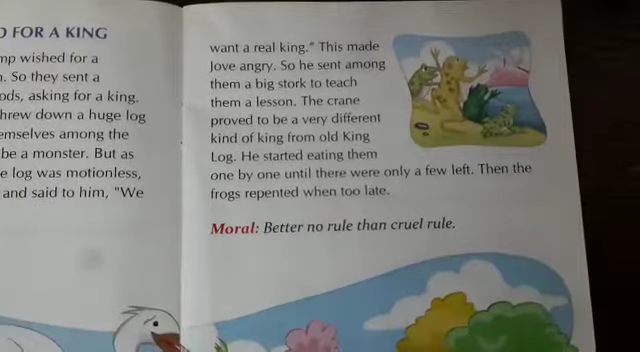 FOR A KING
wished for a
So they sent a
asking for a king.
threw down a huge log
among the
be a monster. But as
log was motionless,
and said to him, "We
want a real king." This made
Jove angry. So he sent among
them a big stork to teach
them a lesson. The crane
proved to be a very different
kind of king from old King
Log. He started eating them
one by one until there were only a few left. Then the
frogs repented when too late.
Moral: Better no rule than cruel rule.